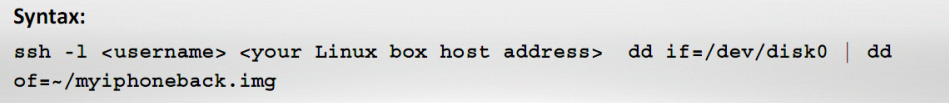 Syntax:
ssh -l <username> <your Linux box host address>  dd if=/dev/disk0 | dd
of=~/myiphoneback.img